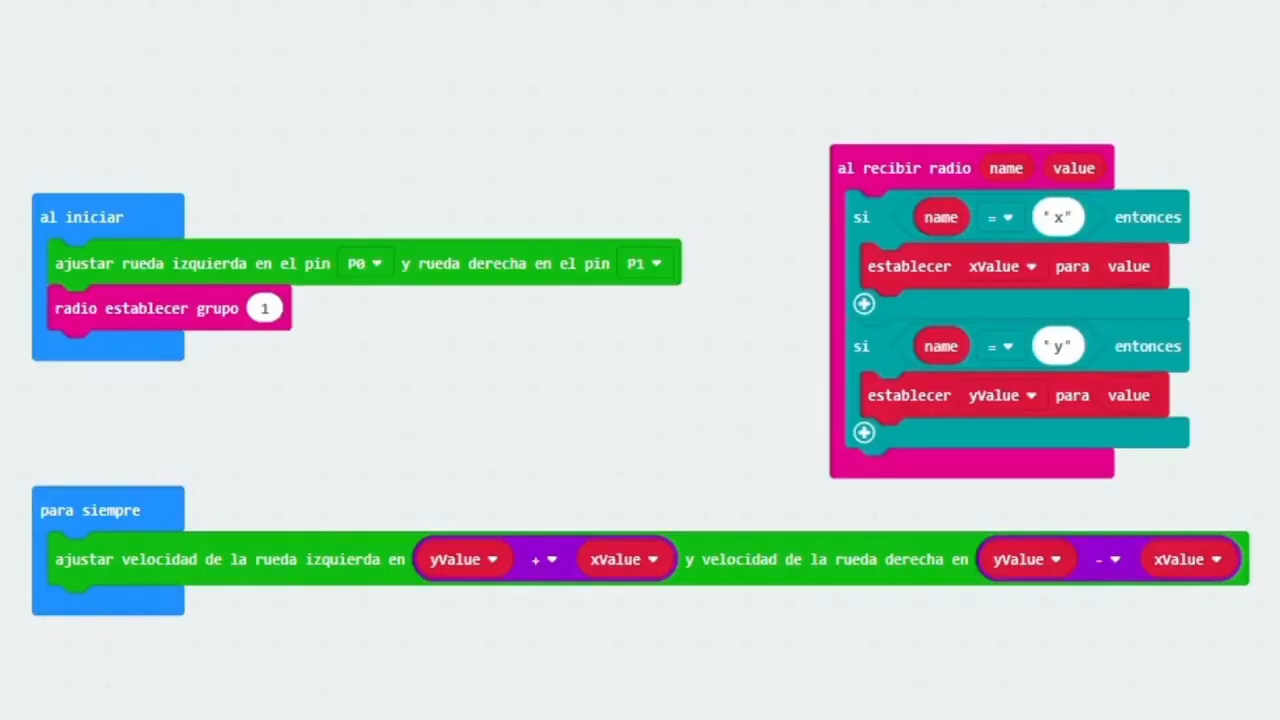 al iniciar
ajustar rueda izquierda en el pin P0 y rueda derecha en el pin P1
radio establecer grupo 1
al recibir radio name value
si name = "x" entonces
establecer xValue para value
si name = "y" entonces
establecer yValue para value
para siempre
ajustar velocidad de la rueda izquierda en yValue + xValue y velocidad de la rueda derecha en yValue - xValue